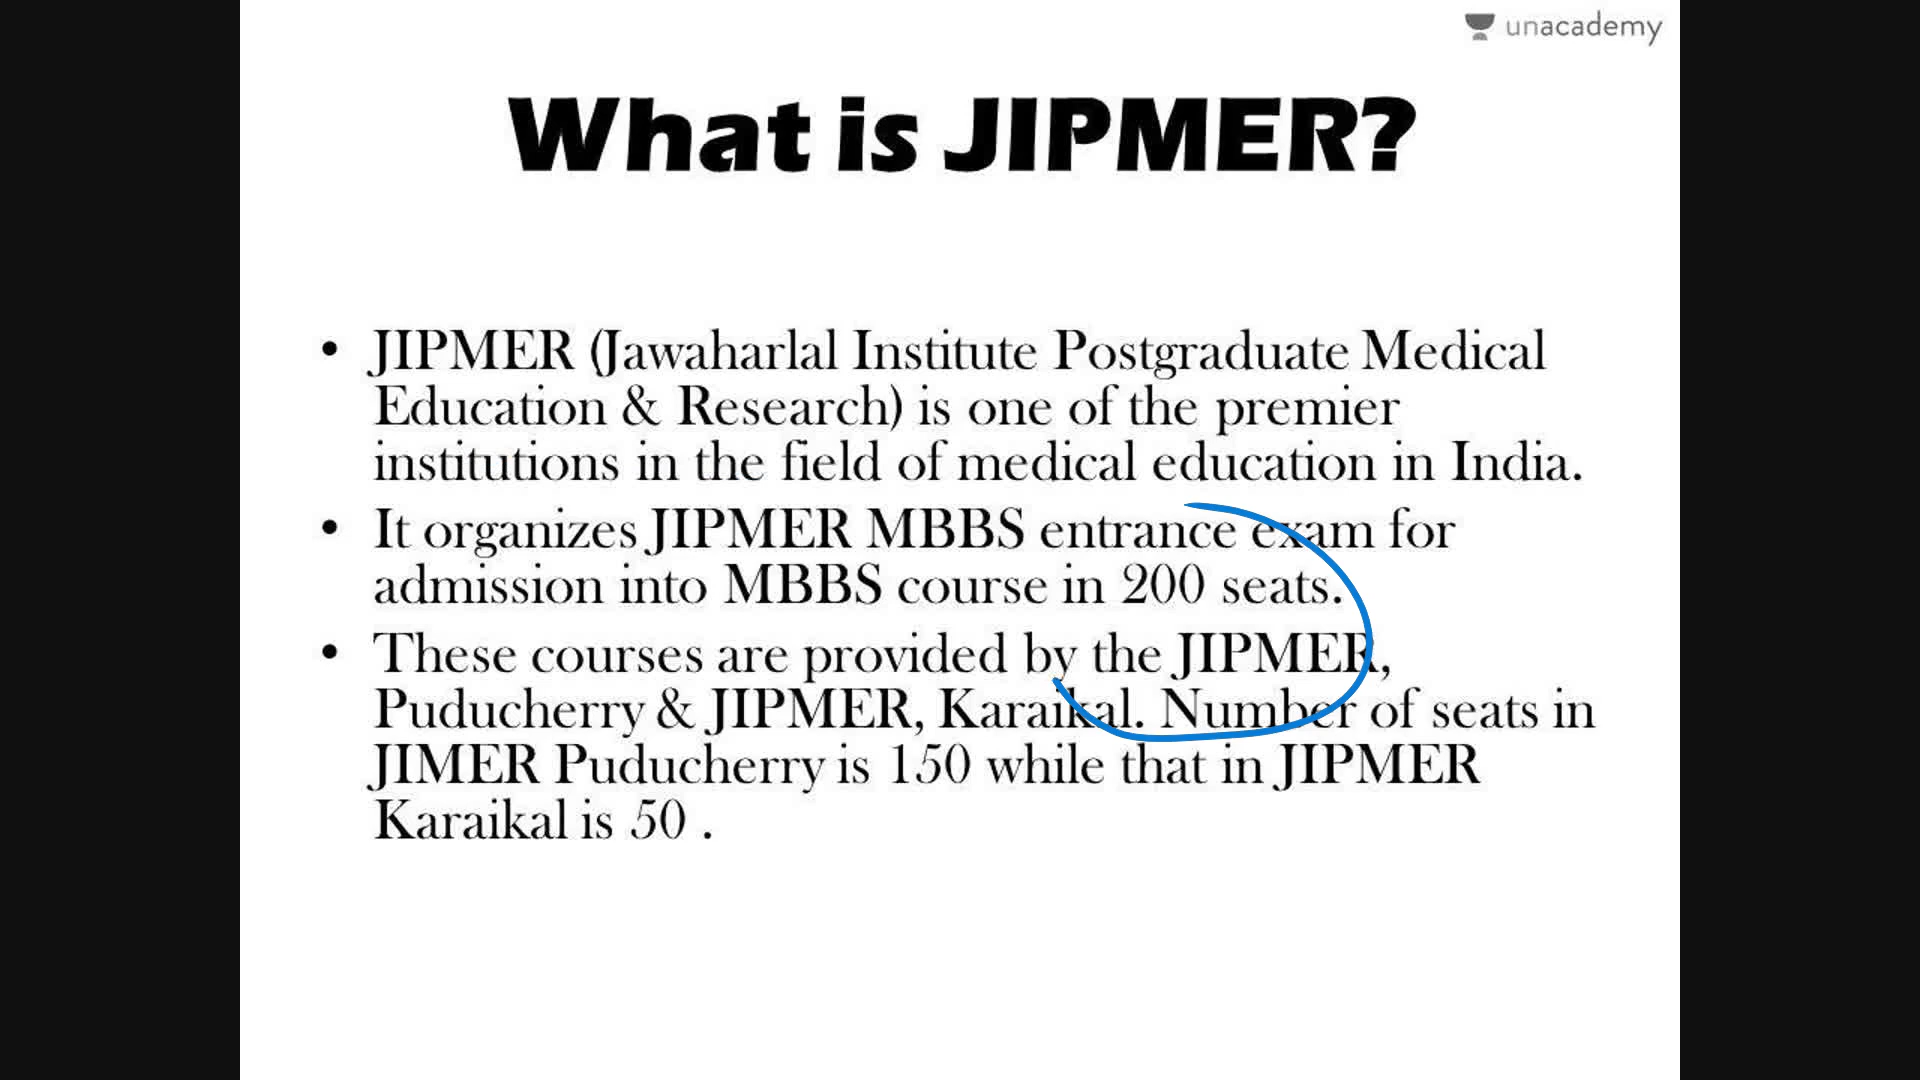 unacademy
What is JIPMER?
• JIPMER (Jawaharlal Institute Postgraduate Medical
Education & Research) is one of the premier
institutions in the field of medical education in India.
• It organizes JIPMER MBBS entrance exam for
admission into MBBS course in 200 seats.
• These courses are provided by the JIPMER,
Puducherry & JIPMER, Karaikal. Number of seats in
JIMER Puducherry is 150 while that in JIPMER
Karaikal is 50 .